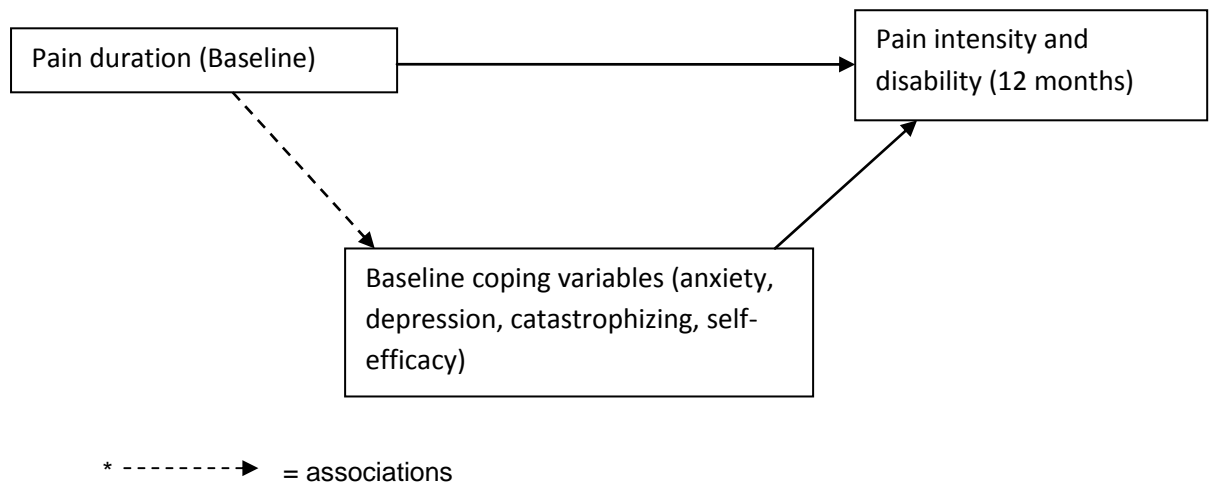 Pain duration (Baseline)
Pain intensity and
disability (12 months)
Baseline coping variables (anxiety,
depression, catastrophizing, self-
efficacy)
* = associations